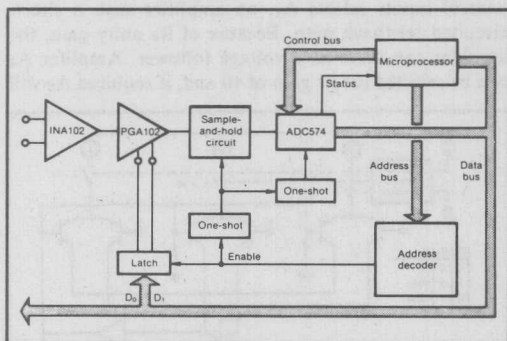 Control bus
Microprocessor
Status
INA102
PGA102
Sample-
and-hold
circuit
ADC574
Address
bus
Data
bus
One-shot
One-shot
Latch
Enable
Address
decoder
D₀
D₁